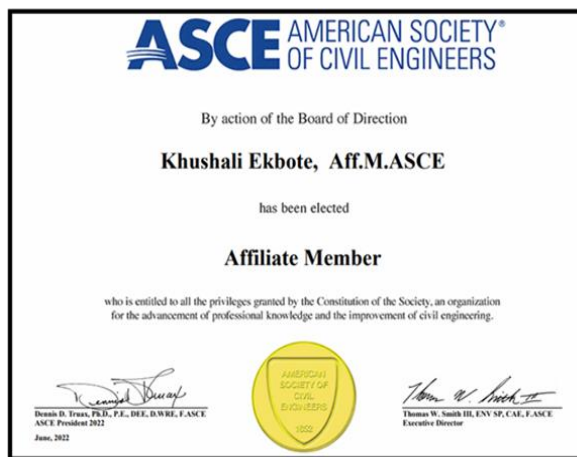 ASCE AMERICAN SOCIETY®
OF CIVIL ENGINEERS
By action of the Board of Direction
Khushali Ekbote, Aff.M.ASCE
has been elected
Affiliate Member
who is entitled to all the privileges granted by the Constitution of the Society, an organization
for the advancement of professional knowledge and the improvement of civil engineering.
Dennis D. Truax, Ph.D., P.E., DEE, D.WRE, F.ASCE
ASCE President 2022
June, 2022
AMERICAN
SOCIETY OF
CIVIL
ENGINEERS
1852
Thomas W. Smith III
Thomas W. Smith III, ENV SP, CAE, F.ASCE
Executive Director